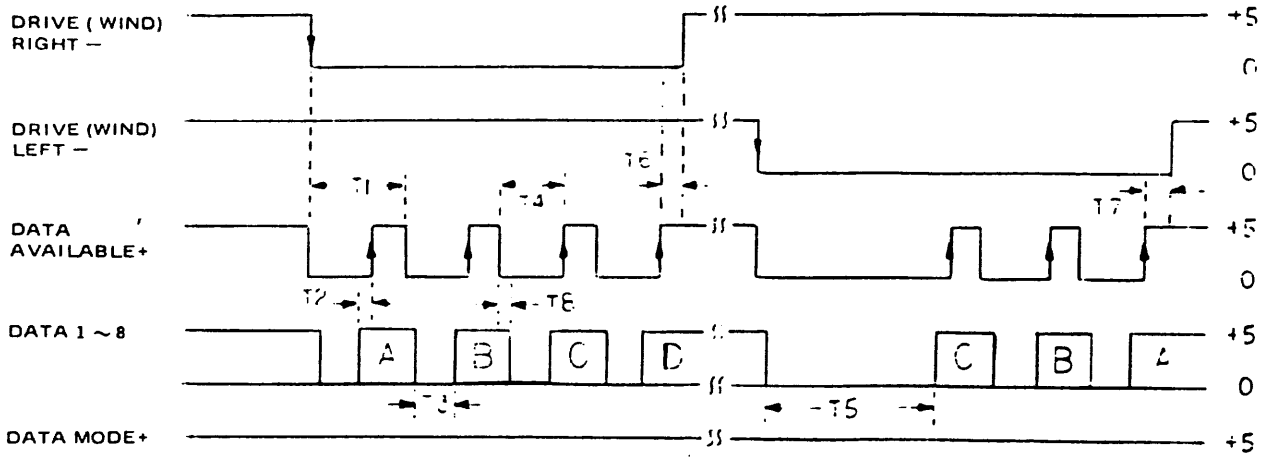 DRIVE (WIND)
RIGHT —
+5
0
DRIVE (WIND)
LEFT —
+5
0
T6
T1
T4
T7
DATA
AVAILABLE+
+5
0
T2
T8
DATA 1 ~ 8
A
B
C
D
C
B
A
+5
0
T3
T5
DATA MODE+
+5